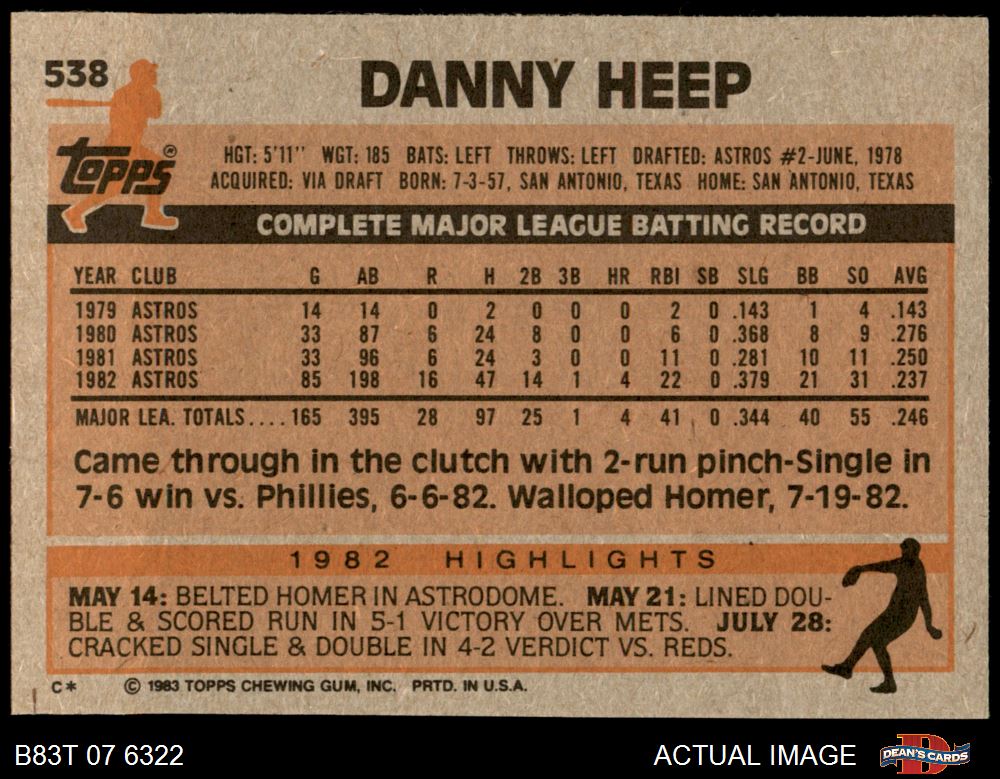 538
DANNY HEEP
TOPPS®
HGT: 5'11'' WGT: 185 BATS: LEFT THROWS: LEFT DRAFTED: ASTROS #2-JUNE, 1978
ACQUIRED: VIA DRAFT BORN: 7-3-57, SAN ANTONIO, TEXAS HOME: SAN ANTONIO, TEXAS
COMPLETE MAJOR LEAGUE BATTING RECORD
YEAR CLUB G AB R H 2B 3B HR RBI SB SLG BB SO AVG
1979 ASTROS 14 14 0 2 0 0 0 2 0 .143 1 4 .143
1980 ASTROS 33 87 6 24 8 0 0 6 0 .368 8 9 .276
1981 ASTROS 33 96 6 24 3 0 0 11 0 .281 10 11 .250
1982 ASTROS 85 198 16 47 14 1 4 22 0 .379 21 31 .237
MAJOR LEA. TOTALS.... 165 395 28 97 25 1 4 41 0 .344 40 55 .246
Came through in the clutch with 2-run pinch-Single in
7-6 win vs. Phillies, 6-6-82. Walloped Homer, 7-19-82.
1982 HIGHLIGHTS
MAY 14: BELTED HOMER IN ASTRODOME. MAY 21: LINED DOU-
BLE & SCORED RUN IN 5-1 VICTORY OVER METS. JULY 28:
CRACKED SINGLE & DOUBLE IN 4-2 VERDICT VS. REDS.
C* © 1983 TOPPS CHEWING GUM, INC. PRTD. IN U.S.A.
B83T 07 6322 ACTUAL IMAGE D DEAN'S CARDS